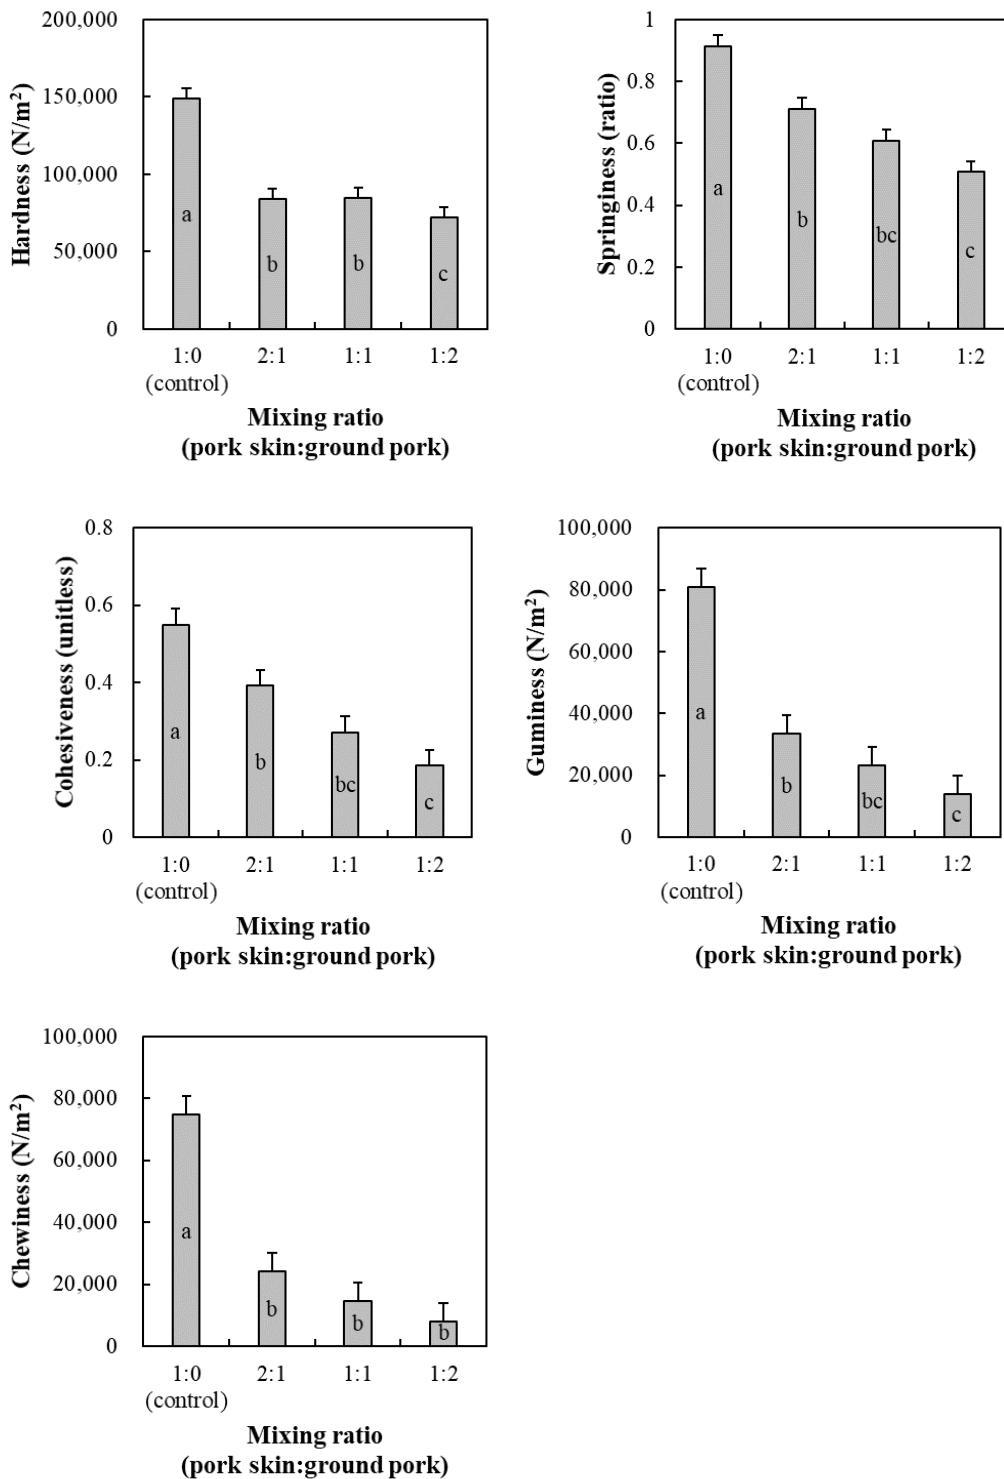 Hardness (N/m2)
200,000
150,000
100,000
50,000
0
a
b
b
c
1:0
2:1
1:1
1:2
(control)
Mixing ratio
(pork skin:ground pork)
Springiness (ratio)
1
0.8
0.6
0.4
0.2
0
a
b
bc
c
1:0
2:1
1:1
1:2
(control)
Mixing ratio
(pork skin:ground pork)
Cohesiveness (unitless)
0.8
0.6
0.4
0.2
0
a
b
bc
c
1:0
2:1
1:1
1:2
(control)
Mixing ratio
(pork skin:ground pork)
Guminess (N/m2)
100,000
80,000
60,000
40,000
20,000
0
a
b
bc
c
1:0
2:1
1:1
1:2
(control)
Mixing ratio
(pork skin:ground pork)
Chewiness (N/m2)
100,000
80,000
60,000
40,000
20,000
0
a
b
b
b
1:0
2:1
1:1
1:2
(control)
Mixing ratio
(pork skin:ground pork)